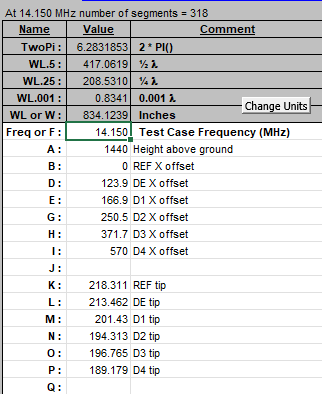 At 14.150 MHz number of segments = 318
Name Value Comment
TwoPi : 6.2831853 2 * PI()
WL.5 : 417.0619 ½ λ
WL.25 : 208.5310 ¼ λ
WL.001 : 0.8341 0.001 λ
Change Units
WL or W : 834.1239 Inches
Freq or F : 14.150 Test Case Frequency (MHz)
A : 1440 Height above ground
B : 0 REF X offset
D : 123.9 DE X offset
E : 166.9 D1 X offset
G : 250.5 D2 X offset
H : 371.7 D3 X offset
I : 570 D4 X offset
J :
K : 218.311 REF tip
L : 213.462 DE tip
M : 201.43 D1 tip
N : 194.313 D2 tip
O : 196.765 D3 tip
P : 189.179 D4 tip
Q :